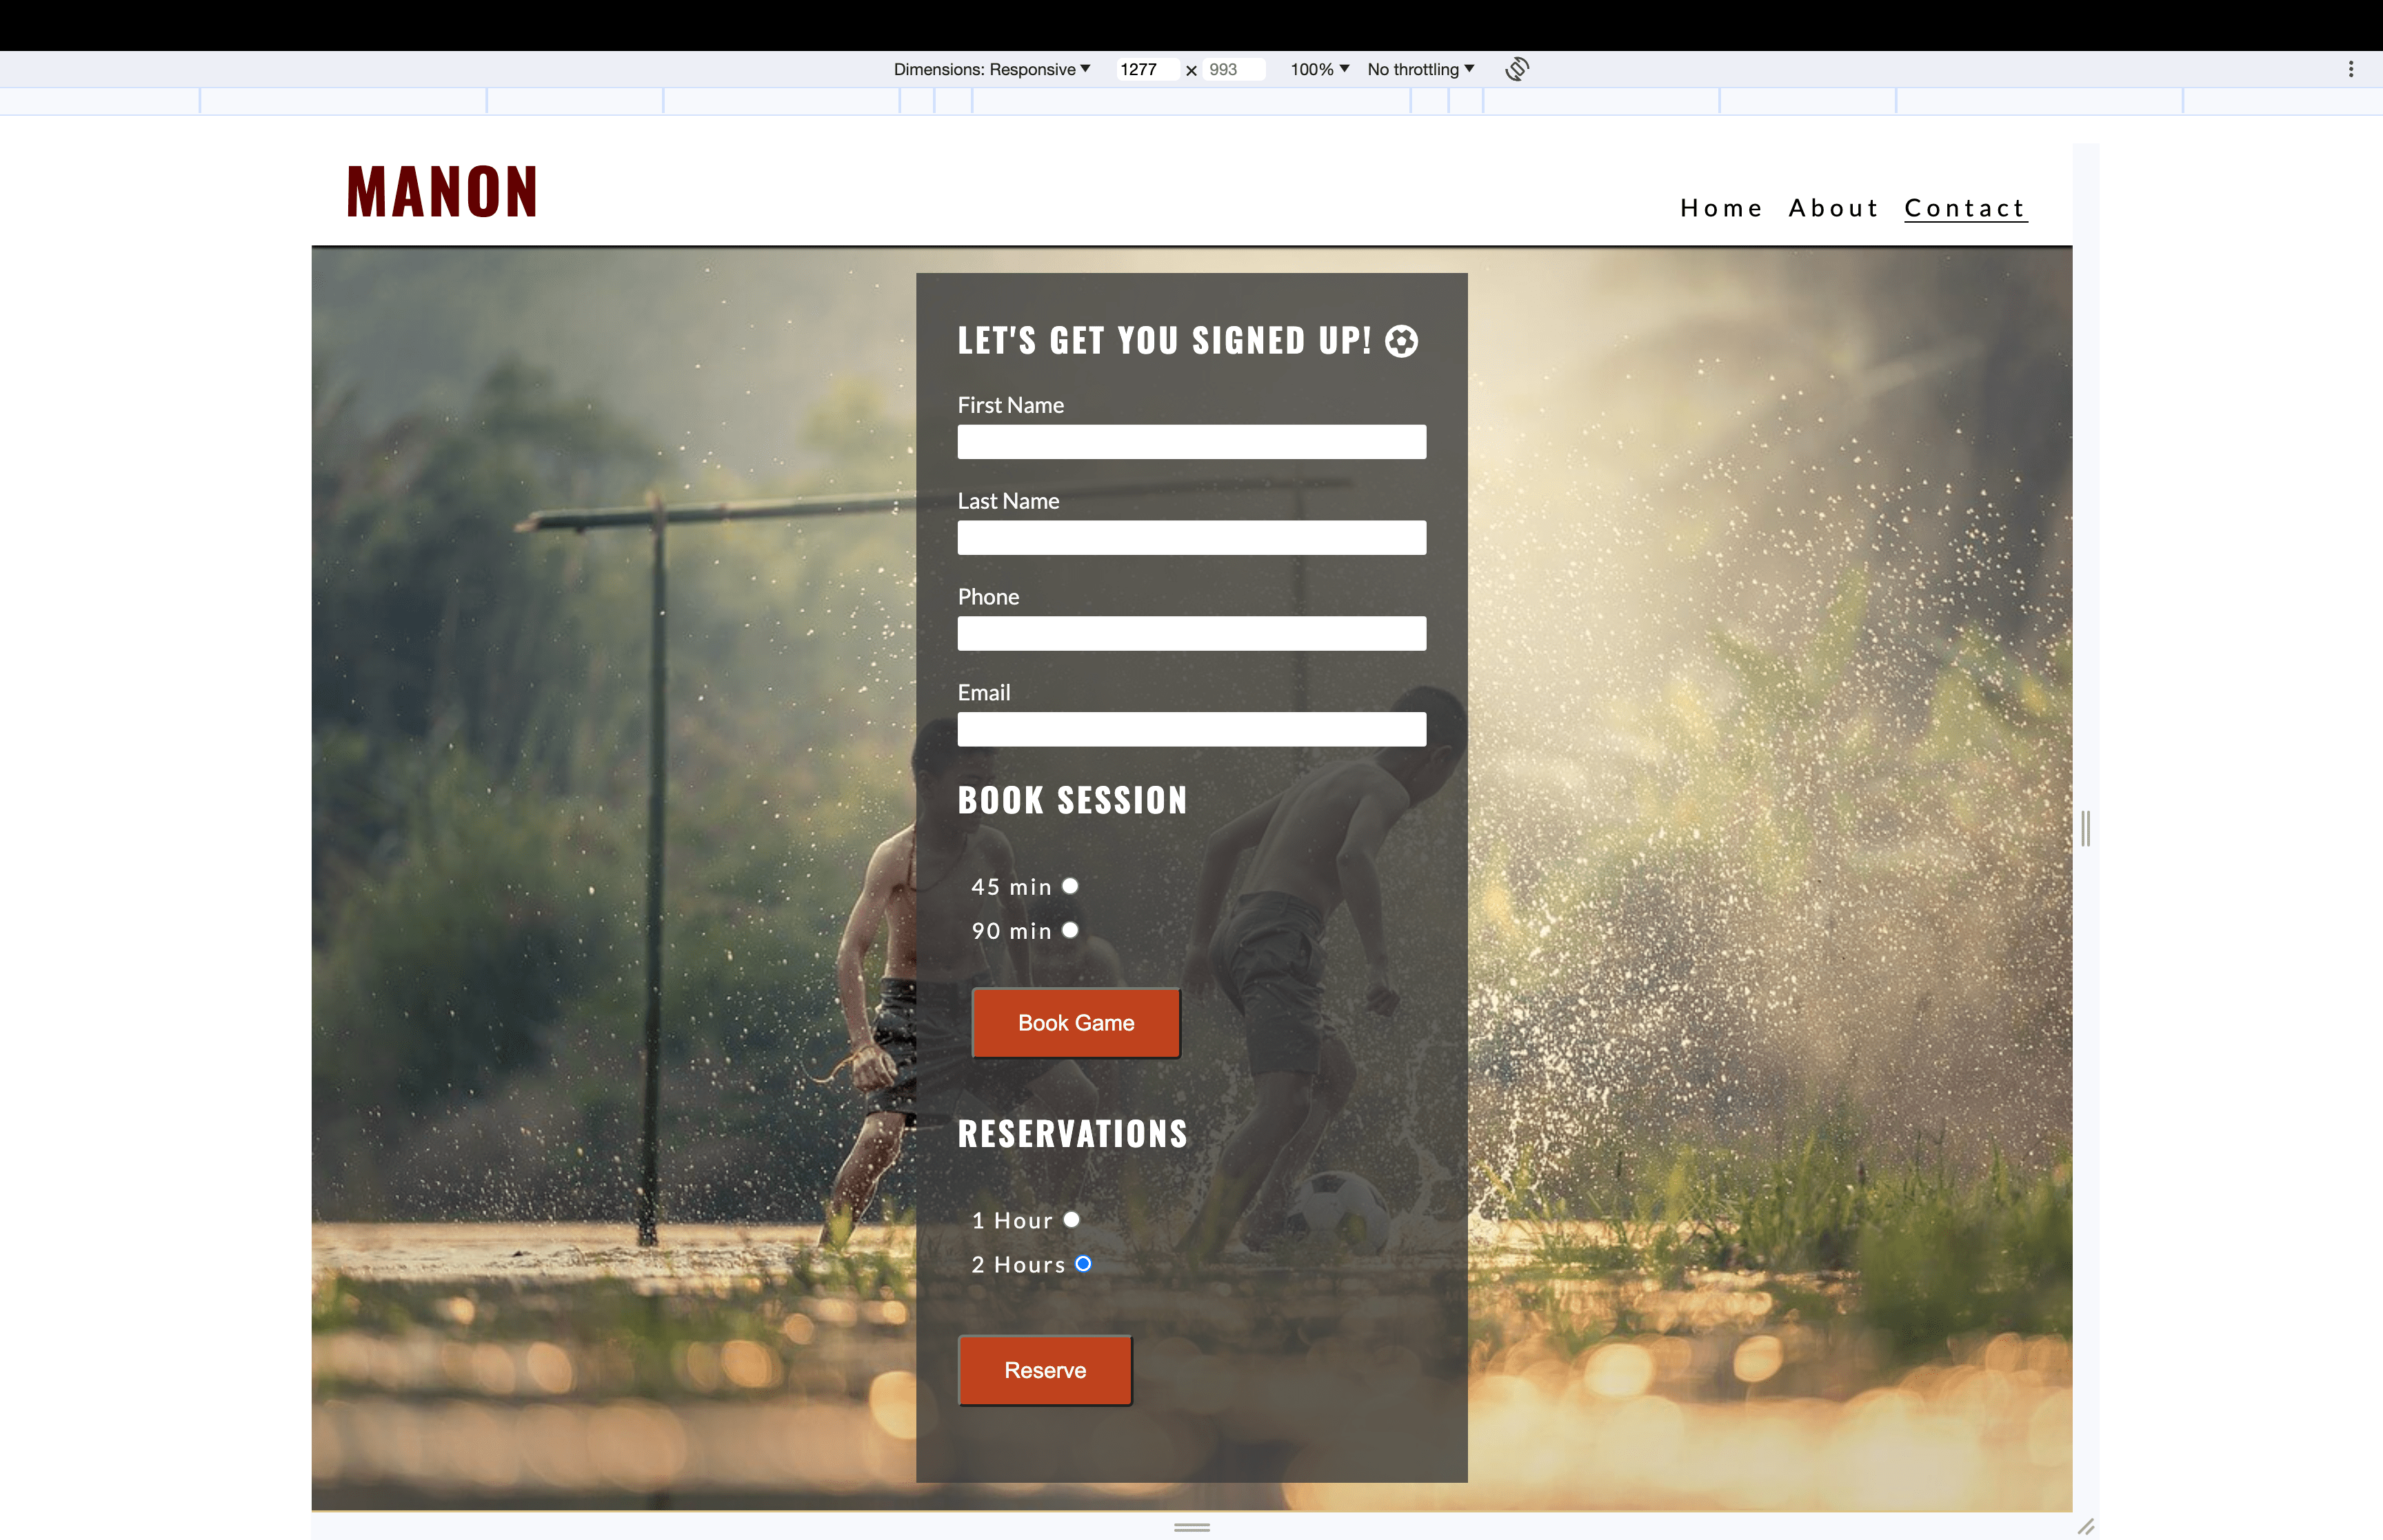 Dimensions: Responsive 1277 × 993 100% No throttling
MANON
Home About Contact
LET'S GET YOU SIGNED UP!
First Name
Last Name
Phone
Email
BOOK SESSION
45 min
90 min
Book Game
RESERVATIONS
1 Hour
2 Hours
Reserve